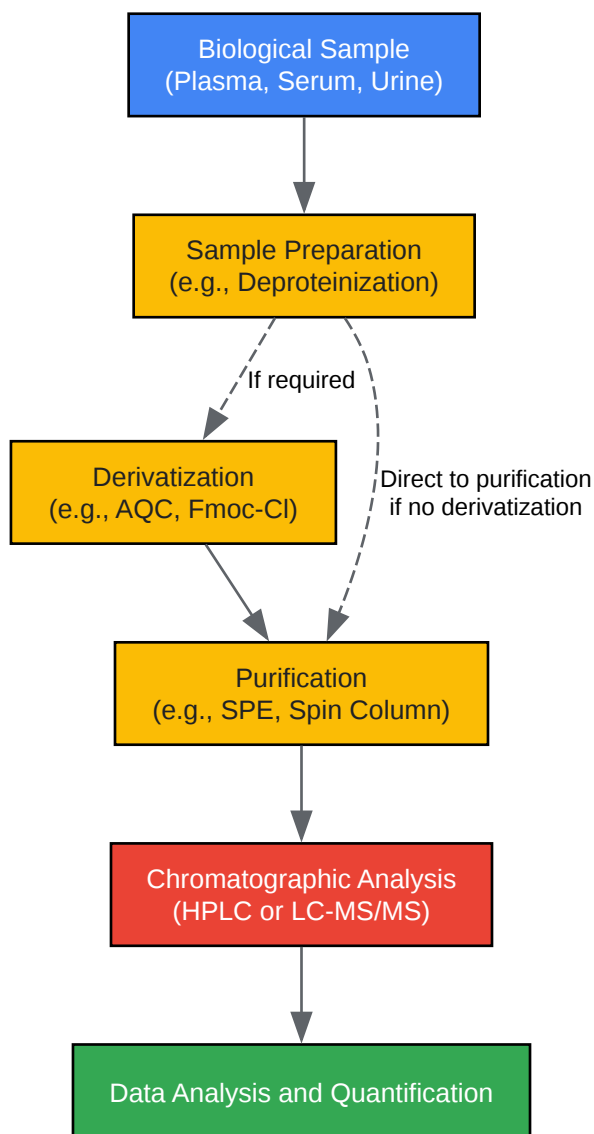 Biological Sample
(Plasma, Serum, Urine)
Sample Preparation
(e.g., Deproteinization)
If required
Derivatization
(e.g., AQC, Fmoc-Cl)
Direct to purification
if no derivatization
Purification
(e.g., SPE, Spin Column)
Chromatographic Analysis
(HPLC or LC-MS/MS)
Data Analysis and Quantification